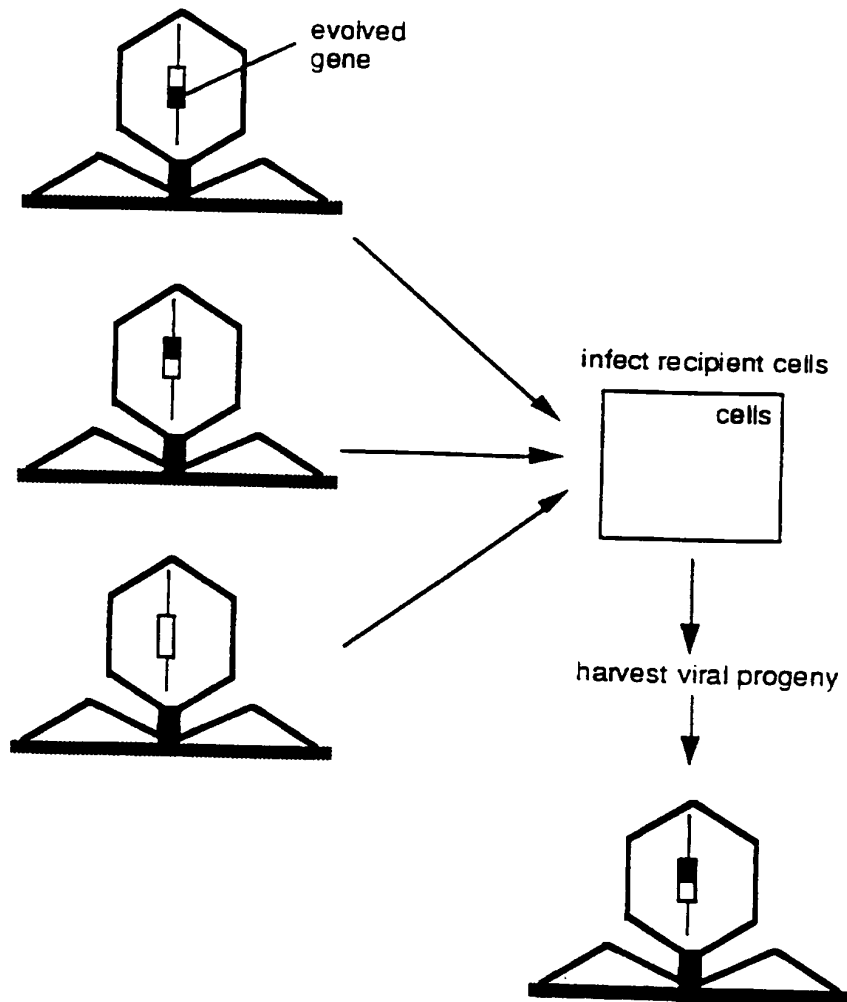 evolved
gene
infect recipient cells
cells
harvest viral progeny